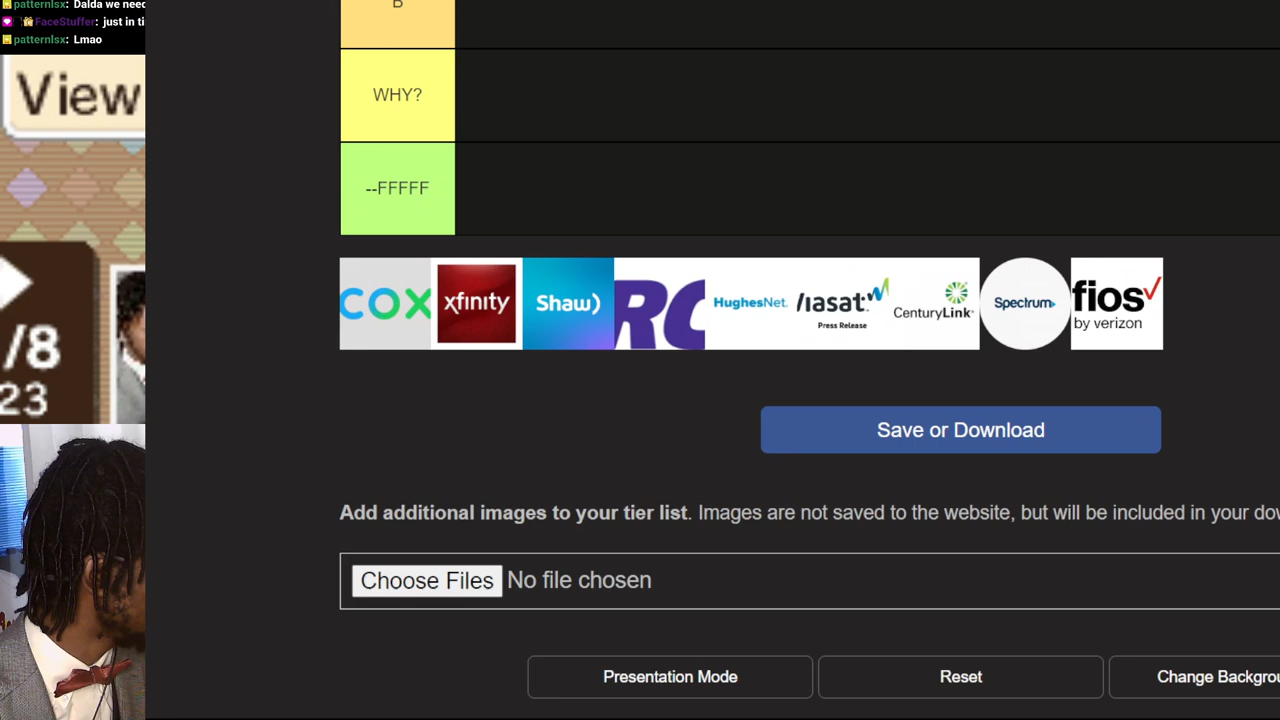 patternlsx: Dalda we need
FaceStuffer: just in ti
patternlsx: Lmao
View
/8
23
B
WHY?
--FFFFF
COX
xfinity
Shaw)
RC
HughesNet.
Viasat
Press Release
CenturyLink
Spectrum
fios
by verizon
Save or Download
Add additional images to your tier list. Images are not saved to the website, but will be included in your dov
Choose Files No file chosen
Presentation Mode
Reset
Change Backgrou